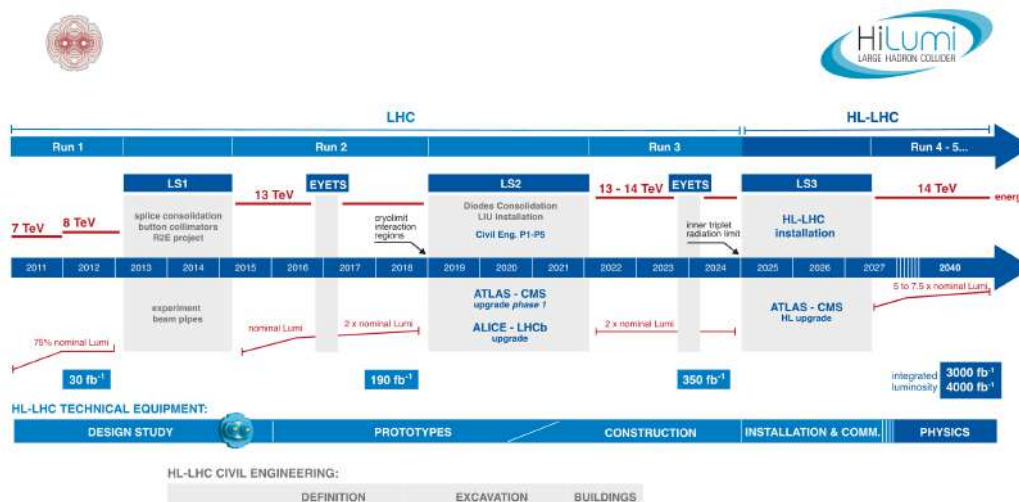 HiLumi
LARGE HADRON COLLIDER
LHC
HL-LHC
Run 1
Run 2
Run 3
Run 4 - 5...
LS1
EYETS
LS2
EYETS
LS3
7 TeV
8 TeV
13 TeV
13 - 14 TeV
14 TeV
energy
splice consolidation
button collimators
R2E project
cryolimit
interaction
regions
Diodes Consolidation
LIU Installation
Civil Eng. P1-P5
inner triplet
radiation limit
HL-LHC
installation
2011 2012 2013 2014 2015 2016 2017 2018 2019 2020 2021 2022 2023 2024 2025 2026 2027 2040
experiment
beam pipes
ATLAS - CMS
upgrade phase 1
ALICE - LHCb
upgrade
ATLAS - CMS
HL upgrade
5 to 7.5 x nominal Lumi
75% nominal Lumi
nominal Lumi
2 x nominal Lumi
2 x nominal Lumi
30 fb⁻¹
190 fb⁻¹
350 fb⁻¹
integrated
luminosity
3000 fb⁻¹
4000 fb⁻¹
HL-LHC TECHNICAL EQUIPMENT:
DESIGN STUDY
PROTOTYPES
CONSTRUCTION
INSTALLATION & COMM.
PHYSICS
HL-LHC CIVIL ENGINEERING:
DEFINITION
EXCAVATION
BUILDINGS